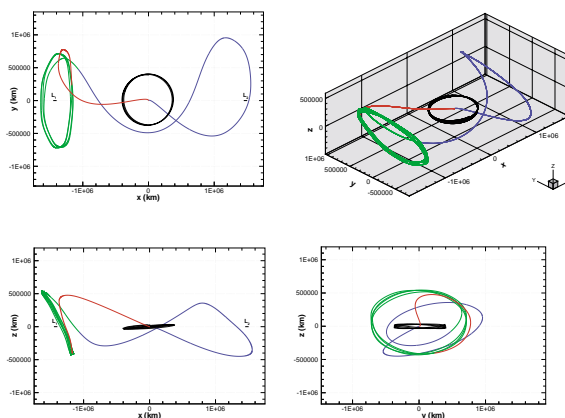 1E+06
500000
0
-500000
-1E+06
y (km)
-1E+06
0
1E+06
x (km)
L
L
500000
0
z
1E+06
500000
0
-500000
y
-1E+06
0
1E+06
x
Z
Y
X
1E+06
500000
0
-500000
-1E+06
z (km)
-1E+06
0
1E+06
x (km)
L
L
1E+06
500000
0
-500000
-1E+06
z (km)
-1E+06
0
1E+06
y (km)